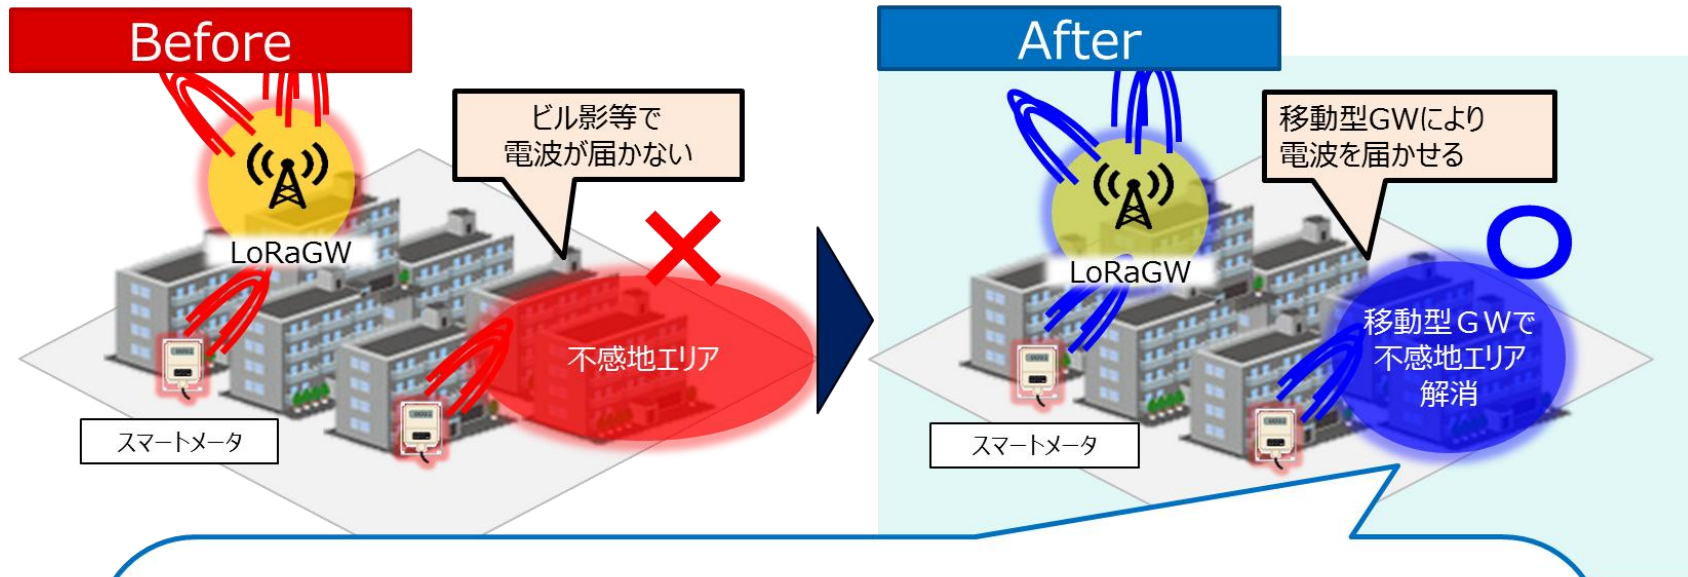 Before
ビル影等で
電波が届かない
LoRaGW
不感地エリア
スマートメータ
After
移動型GWにより
電波を届かせる
LoRaGW
移動型ＧＷで
不感地エリア
解消
スマートメータ